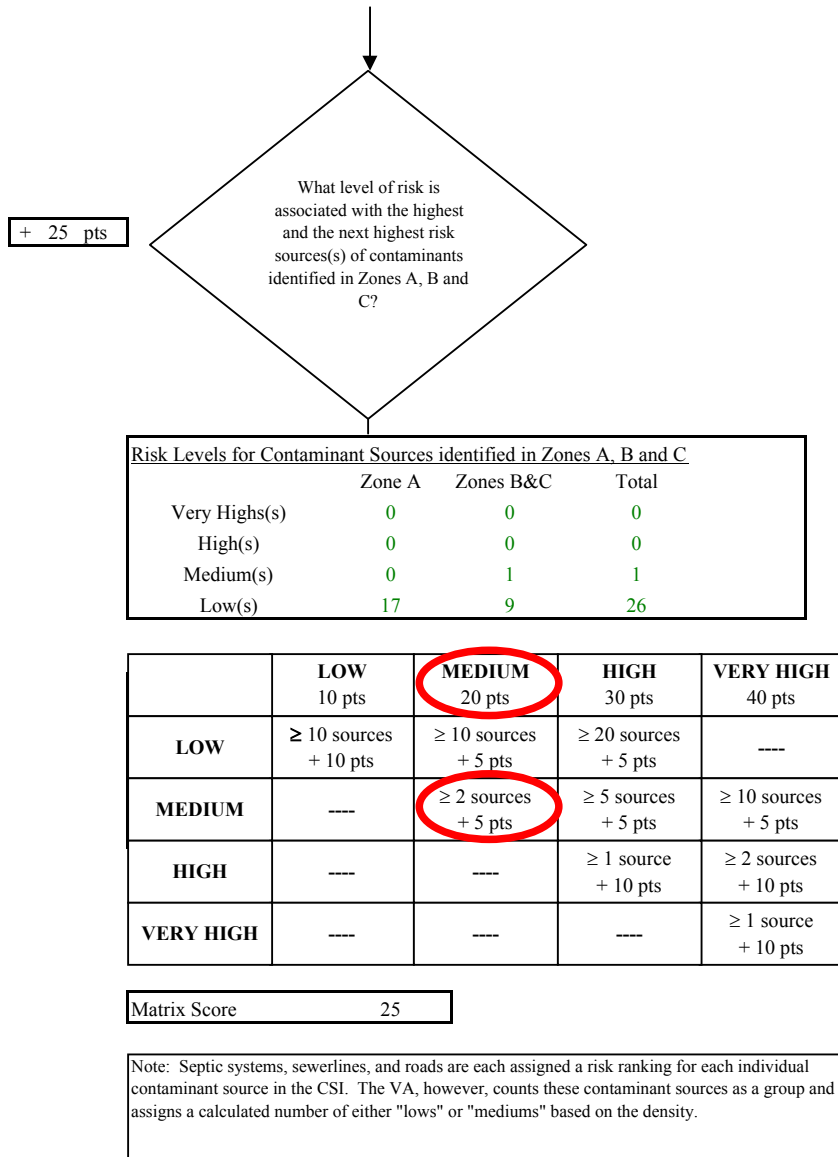 What level of risk is
associated with the highest
and the next highest risk
sources(s) of contaminants
identified in Zones A, B and
C?
+ 25 pts
Risk Levels for Contaminant Sources identified in Zones A, B and C
Zone A Zones B&C Total
Very Highs(s) 0 0 0
High(s) 0 0 0
Medium(s) 0 1 1
Low(s) 17 9 26
LOW MEDIUM HIGH VERY HIGH
10 pts 20 pts 30 pts 40 pts
LOW ≥ 10 sources ≥ 10 sources ≥ 20 sources ----
+ 10 pts + 5 pts + 5 pts
MEDIUM ---- ≥ 2 sources ≥ 5 sources ≥ 10 sources
+ 5 pts + 5 pts + 5 pts
HIGH ---- ---- ≥ 1 source ≥ 2 sources
+ 10 pts + 10 pts
VERY HIGH ---- ---- ---- ≥ 1 source
+ 10 pts
Matrix Score 25
Note: Septic systems, sewerlines, and roads are each assigned a risk ranking for each individual
contaminant source in the CSI. The VA, however, counts these contaminant sources as a group and
assigns a calculated number of either "lows" or "mediums" based on the density.